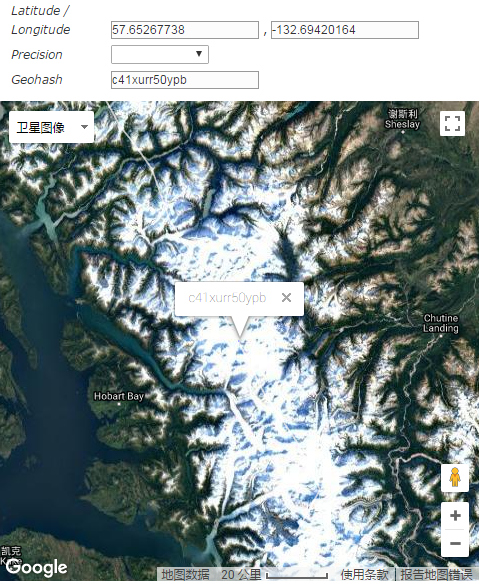 Latitude /
Longitude 57.65267738 , -132.69420164
Precision
Geohash c41xurr50ypb
卫星图像
谢斯利
Sheslay
c41xurr50ypb
Chutine
Landing
Hobart Bay
凯克
Google 地图数据 20 公里 使用条款 报告地图错误